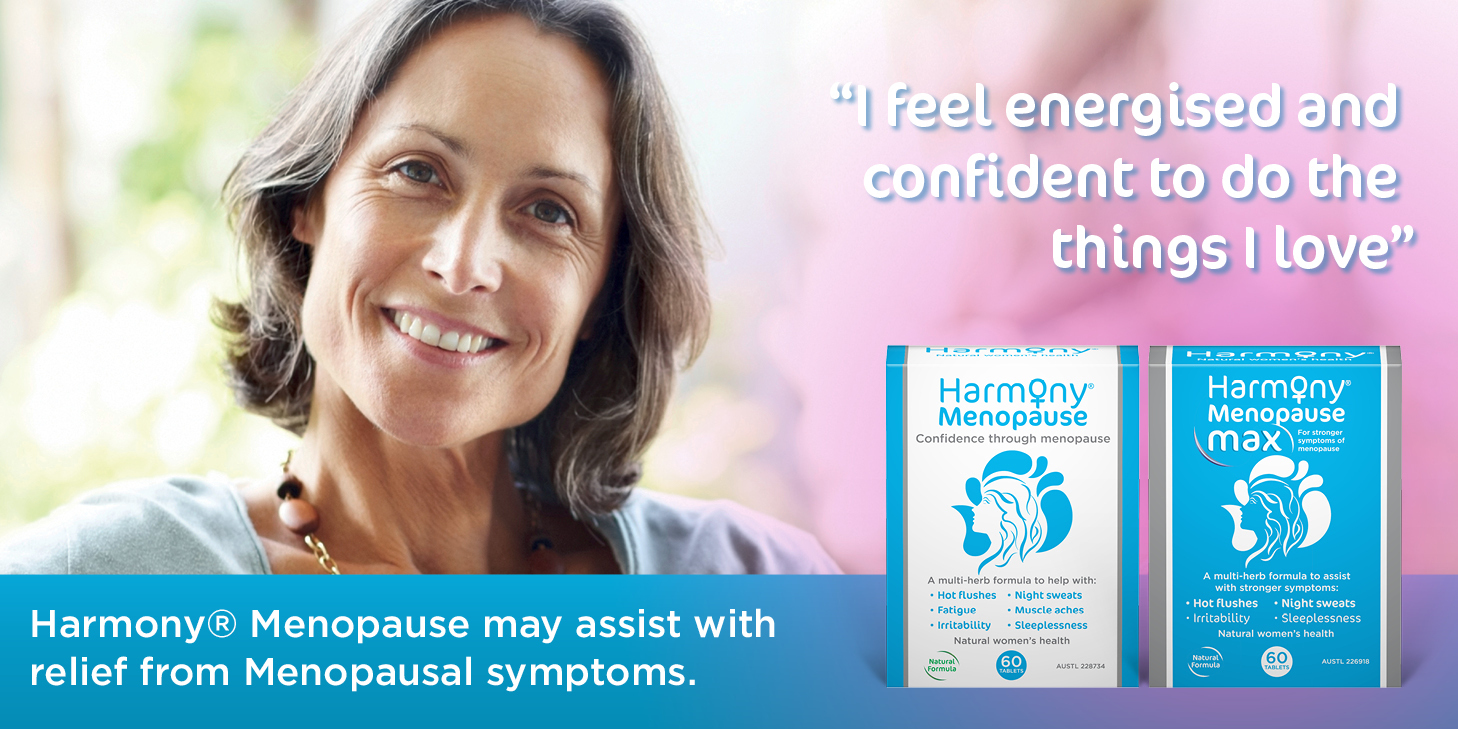 “I feel energised and
confident to do the
things I love”
Harmony®
Natural women's health
Harmony®
Menopause
Confidence through menopause
A multi-herb formula to help with:
• Hot flushes • Night sweats
• Fatigue • Muscle aches
• Irritability • Sleeplessness
Natural women's health
Natural
Formula
60
TABLETS
AUSTL 228734
Harmony®
Natural women's health
Harmony®
Menopause
max
For stronger
symptoms of
menopause
A multi-herb formula to assist
with stronger symptoms:
• Hot flushes • Night sweats
• Irritability • Sleeplessness
Natural women's health
Natural
Formula
60
TABLETS
AUSTL 226918
Harmony® Menopause may assist with
relief from Menopausal symptoms.